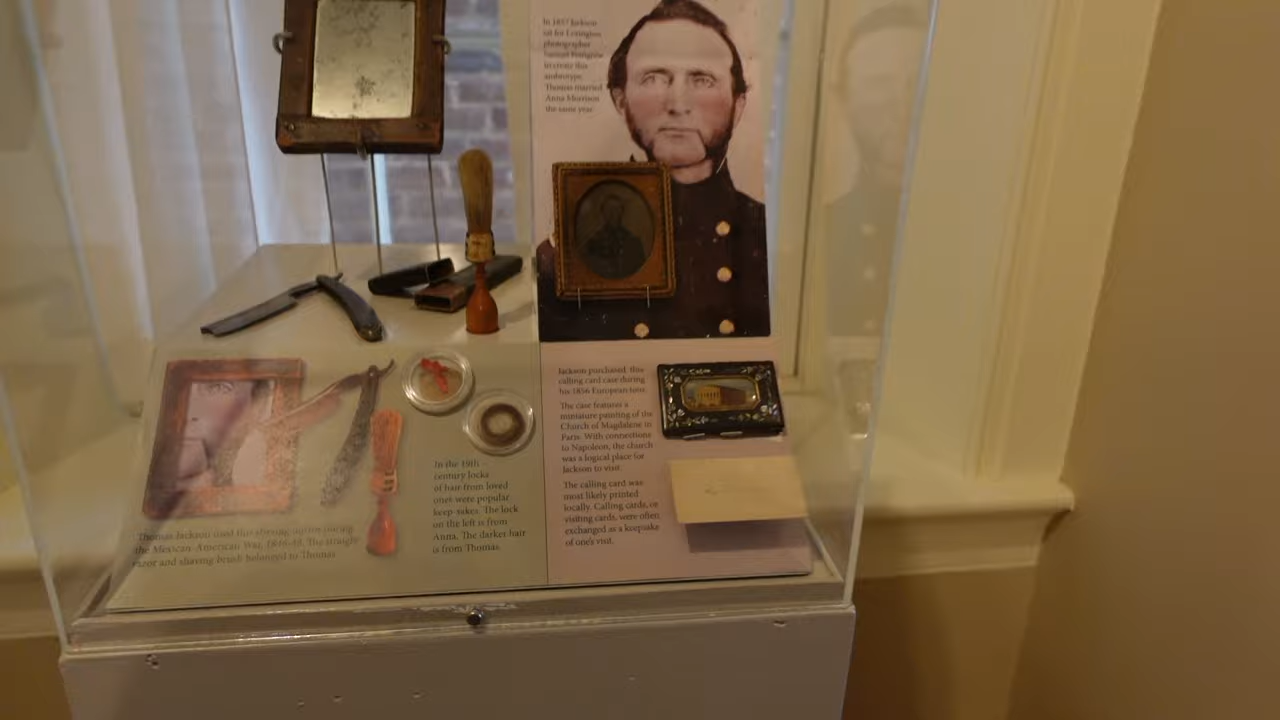 In 1857 Jackson
sat for Lexington
photographer
Samuel
to create this
ambrotype.
Thomas married
Anna Morrison
the same year.
Jackson purchased this
calling card case during
his 1856 European tour.
The case features a
miniature painting of the
Church of Magdalene in
Paris. With connections
to Napoleon, the church
was a logical place for
Jackson to visit.
The calling card was
most likely printed
locally. Calling cards, or
visiting cards, were often
exchanged as a keepsake
of one's visit.
In the 19th -
century locks
of hair from loved
ones were popular
keep-sakes. The lock
on the left is from
Anna. The darker hair
is from Thomas.
Thomas Jackson used this shaving mirror during
the Mexican-American War, 1846-48. The straight
razor and shaving brush belonged to Thomas.